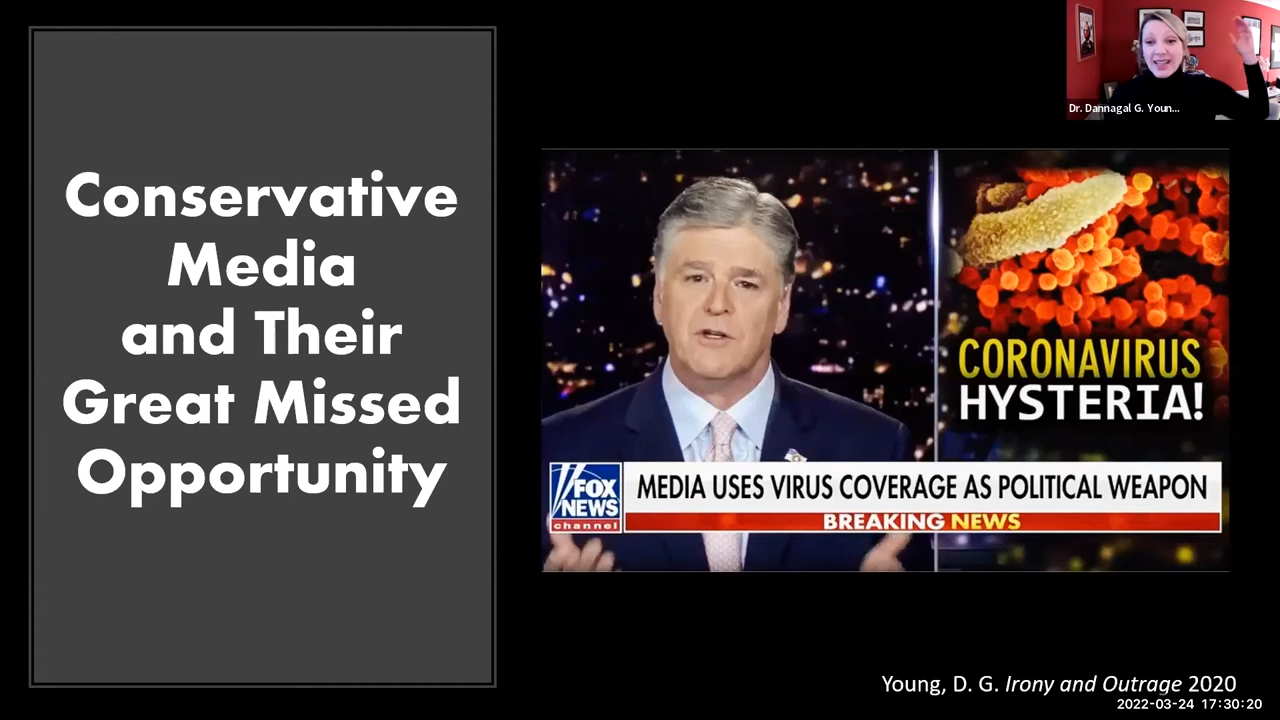 Conservative
Media
and Their
Great Missed
Opportunity
Dr. Dannagal G. Youn...
CORONAVIRUS
HYSTERIA!
FOX
NEWS
channel
MEDIA USES VIRUS COVERAGE AS POLITICAL WEAPON
BREAKING NEWS
Young, D. G. Irony and Outrage 2020
2022-03-24 17:30:20